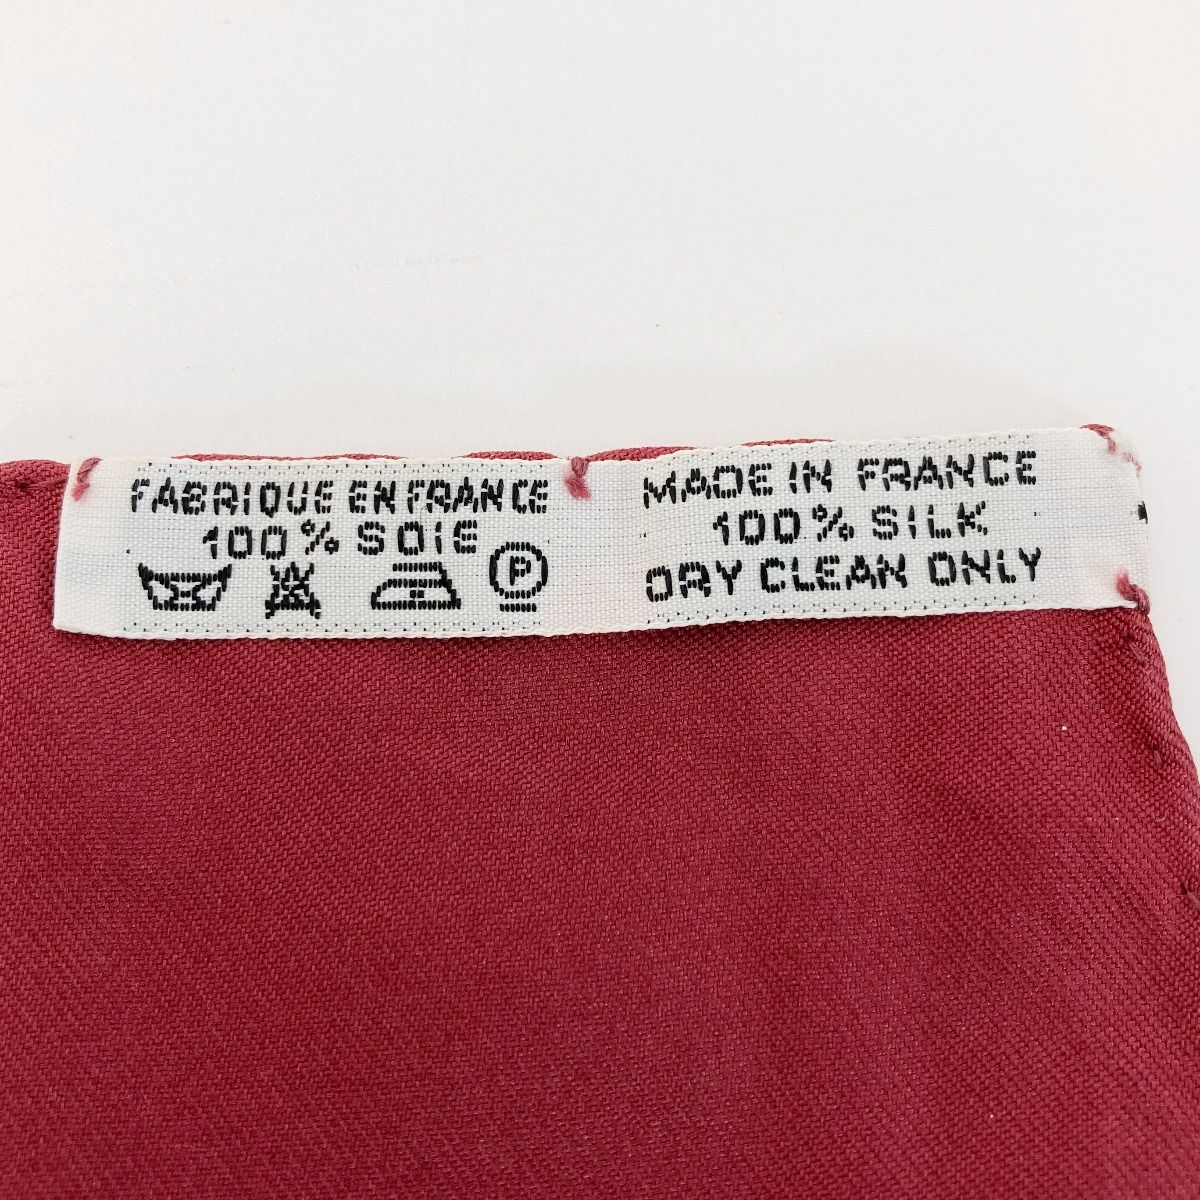 FABRIQUE EN FRANCE
100% SOIE
P
MADE IN FRANCE
100% SILK
DRY CLEAN ONLY